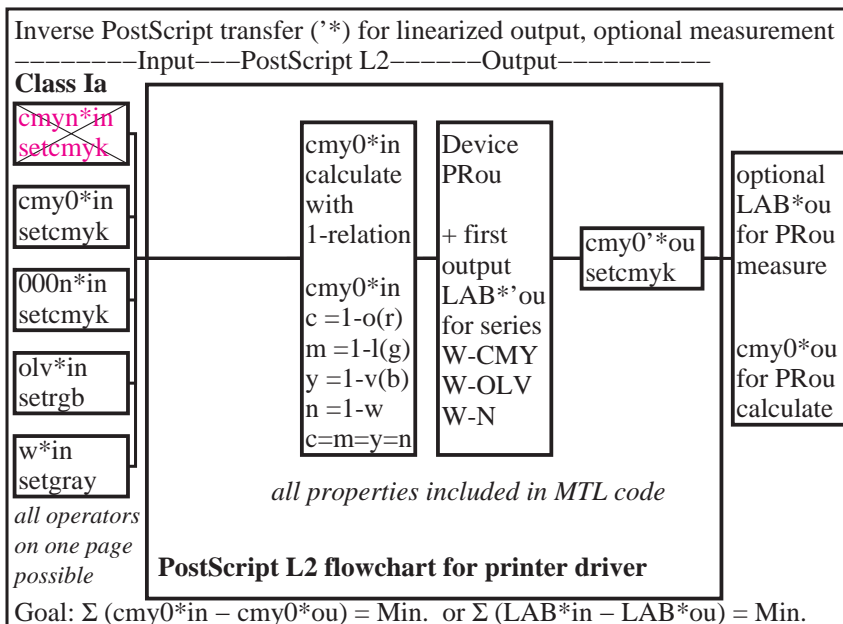 Inverse PostScript transfer (’*) for linearized output, optional measurement
––––––––Input–––PostScript L2––––––Output––––––––––
Class Ia
cmyn*in
setcmyk
cmy0*in
setcmyk
000n*in
setcmyk
olv*in
setrgb
w*in
setgray
all operators
on one page
possible
cmy0*in
calculate
with
1-relation
cmy0*in
c =1-o(r)
m =1-l(g)
y =1-v(b)
n =1-w
c=m=y=n
Device
PRou
+ first
output
LAB*’ou
for series
W-CMY
W-OLV
W-N
cmy0’*ou
setcmyk
optional
LAB*ou
for PRou
measure
cmy0*ou
for PRou
calculate
all properties included in MTL code
PostScript L2 flowchart for printer driver
Goal: Σ (cmy0*in – cmy0*ou) = Min. or Σ (LAB*in – LAB*ou) = Min.